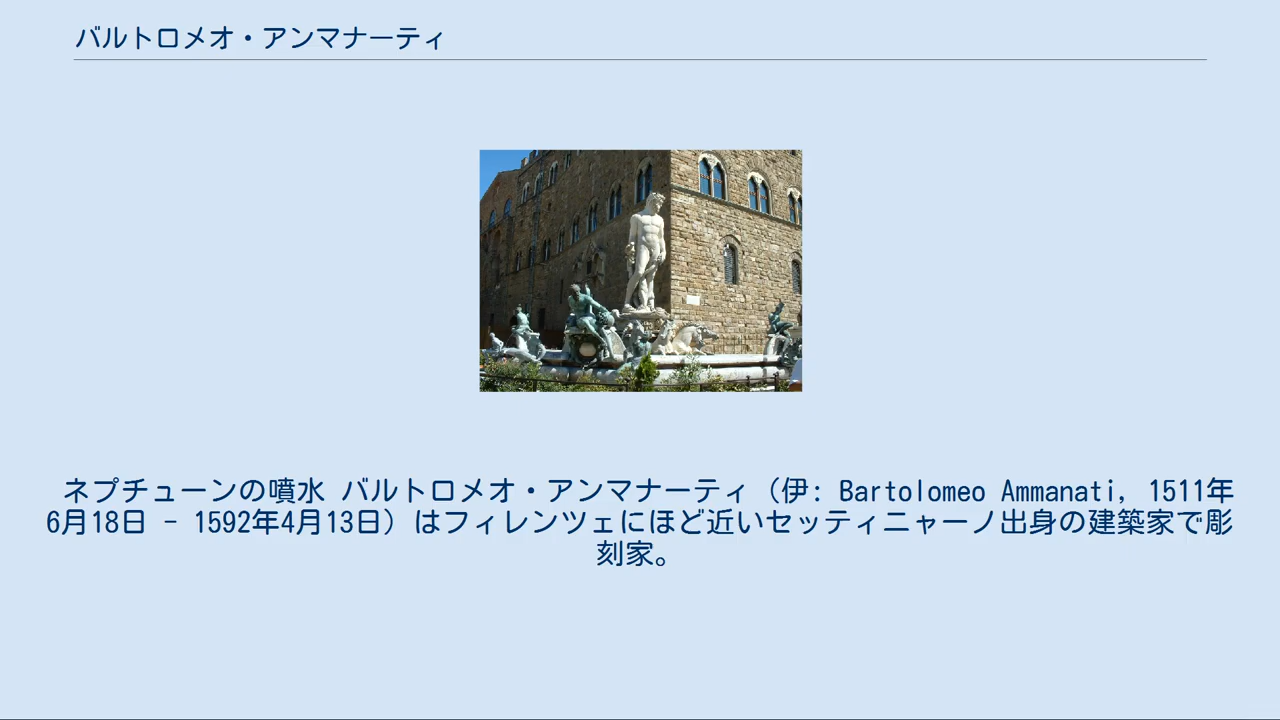 バルトロメオ・アンマナーティ
ネプチューンの噴水 バルトロメオ・アンマナーティ（伊: Bartolomeo Ammanati, 1511年
6月18日 - 1592年4月13日）はフィレンツェにほど近いセッティニャーノ出身の建築家で彫
刻家。